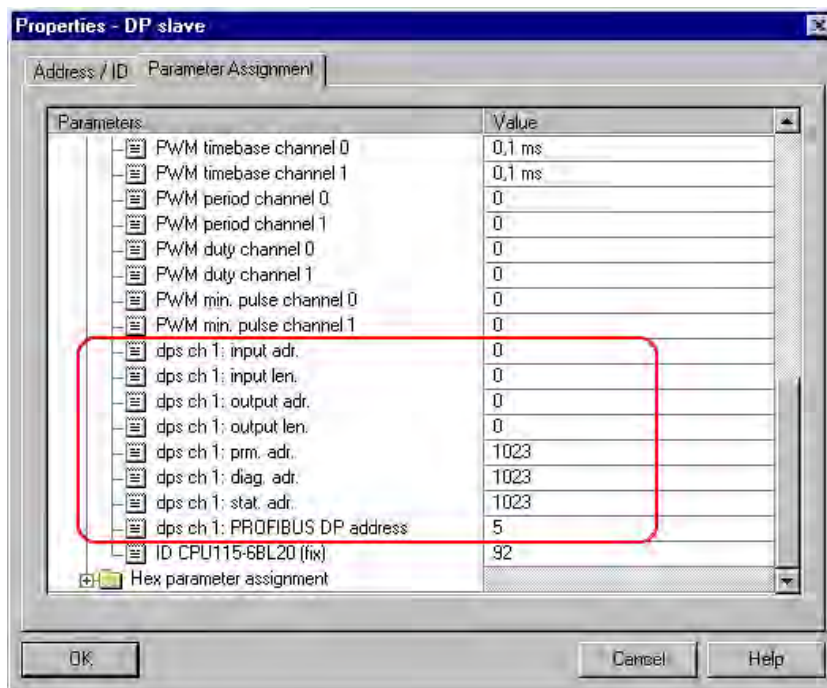 Properties - DP slave
Address / ID Parameter Assignment
Parameters Value
PWM timebase channel 0 0,1 ms
PWM timebase channel 1 0,1 ms
PWM period channel 0 0
PWM period channel 1 0
PWM duty channel 0 0
PWM duty channel 1 0
PWM min. pulse channel 0 0
PWM min. pulse channel 1 0
dps ch 1: input adr. 0
dps ch 1: input len. 0
dps ch 1: output adr. 0
dps ch 1: output len. 0
dps ch 1: prm. adr. 1023
dps ch 1: diag. adr. 1023
dps ch 1: stat. adr. 1023
dps ch 1: PROFIBUS DP address 5
ID CPU115-6BL20 (fix) 92
Hex parameter assignment
OK Cancel Help